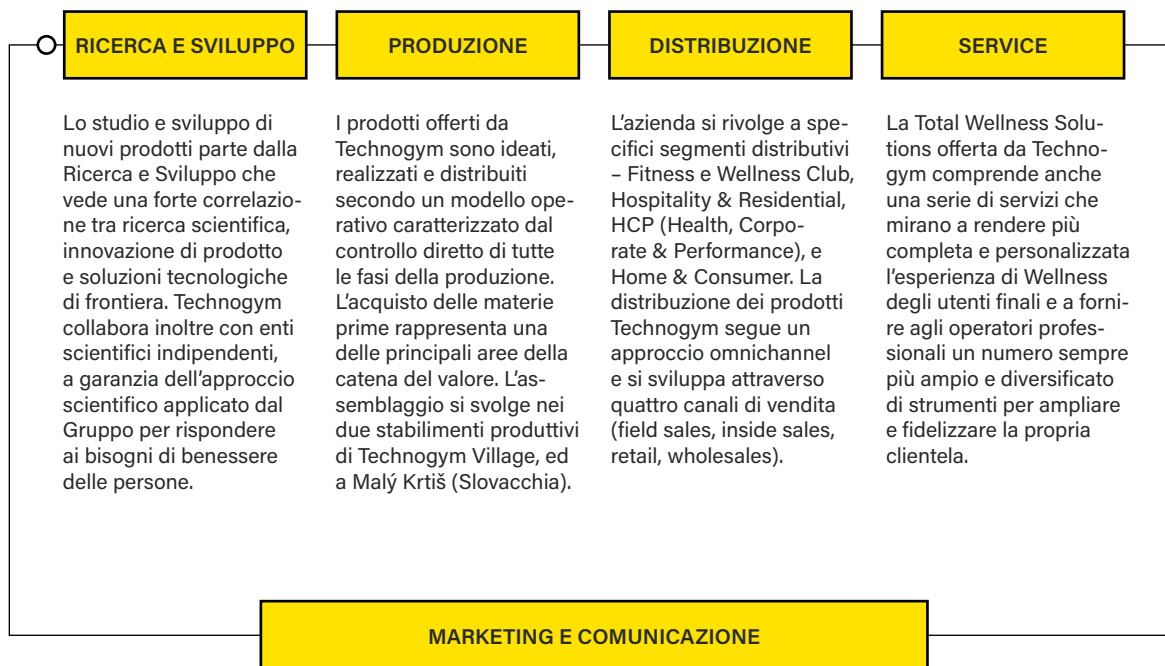 RICERCA E SVILUPPO
Lo studio e sviluppo di
nuovi prodotti parte dalla
Ricerca e Sviluppo che
vede una forte correlazio-
ne tra ricerca scientifica,
innovazione di prodotto
e soluzioni tecnologiche
di frontiera. Technogym
collabora inoltre con enti
scientifici indipendenti,
a garanzia dell’approccio
scientifico applicato dal
Gruppo per rispondere
ai bisogni di benessere
delle persone.
PRODUZIONE
I prodotti offerti da
Technogym sono ideati,
realizzati e distribuiti
secondo un modello ope-
rativo caratterizzato dal
controllo diretto di tutte
le fasi della produzione.
L’acquisto delle materie
prime rappresenta una
delle principali aree della
catena del valore. L’as-
semblaggio si svolge nei
due stabilimenti produttivi
di Technogym Village, ed
a Malý Krtiš (Slovacchia).
DISTRIBUZIONE
L’azienda si rivolge a spe-
cifici segmenti distributivi
– Fitness e Wellness Club,
Hospitality & Residential,
HCP (Health, Corpo-
rate & Performance), e
Home & Consumer. La
distribuzione dei prodotti
Technogym segue un
approccio omnichannel
e si sviluppa attraverso
quattro canali di vendita
(field sales, inside sales,
retail, wholesales).
SERVICE
La Total Wellness Solu-
tions offerta da Techno-
gym comprende anche
una serie di servizi che
mirano a rendere più
completa e personalizzata
l’esperienza di Wellness
degli utenti finali e a forni-
re agli operatori profes-
sionali un numero sempre
più ampio e diversificato
di strumenti per ampliare
e fidelizzare la propria
clientela.
MARKETING E COMUNICAZIONE